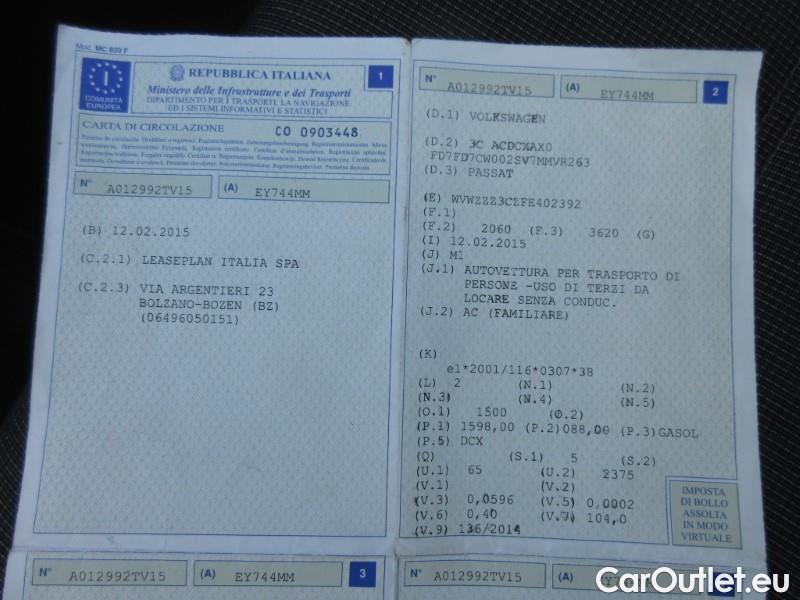 Mod. MC 820 F
I
COMUNITÀ
EUROPEA
REPUBBLICA ITALIANA
Ministero delle Infrastrutture e dei Trasporti
DIPARTIMENTO PER I TRASPORTI, LA NAVIGAZIONE
ED I SISTEMI INFORMATIVI E STATISTICI
1
CARTA DI CIRCOLAZIONE CO 0903448
N° A012992TV15 (A) EY744MM
(B) 12.02.2015
(C.2.1) LEASEPLAN ITALIA SPA
(C.2.3) VIA ARGENTIERI 23
BOLZANO-BOZEN (BZ)
(06496050151)
N° A012992TV15 (A) EY744MM 2
(D.1) VOLKSWAGEN
(D.2) 3C ACDCXAX0
FD7FD7CW002SV7MMVR263
(D.3) PASSAT
(E) WVWZZZ3CZFE402392
(F.1)
(F.2) 2060 (F.3) 3620 (G)
(I) 12.02.2015
(J) M1
(J.1) AUTOVETTURA PER TRASPORTO DI
PERSONE -USO DI TERZI DA
LOCARE SENZA CONDUC.
(J.2) AC (FAMILIARE)
(K)
e1*2001/116*0307*38
(L) 2 (N.1) (N.2)
(N.3) (N.4) (N.5)
(O.1) 1500 (O.2)
(P.1) 1598,00 (P.2)088,00 (P.3)GASOL
(P.5) DCX
(Q) (S.1) 5 (S.2)
(U.1) 65 (U.2) 2375
(V.1) (V.2)
(V.3) 0,0596 (V.5) 0,0002
(V.6) 0,40 (V.7) 104,0
(V.9) 136/2014
IMPOSTA
DI BOLLO
ASSOLTA
IN MODO
VIRTUALE
N° A012992TV15 (A) EY744MM 3
N° A012992TV15 (A) EY744MM
CarOutlet.eu